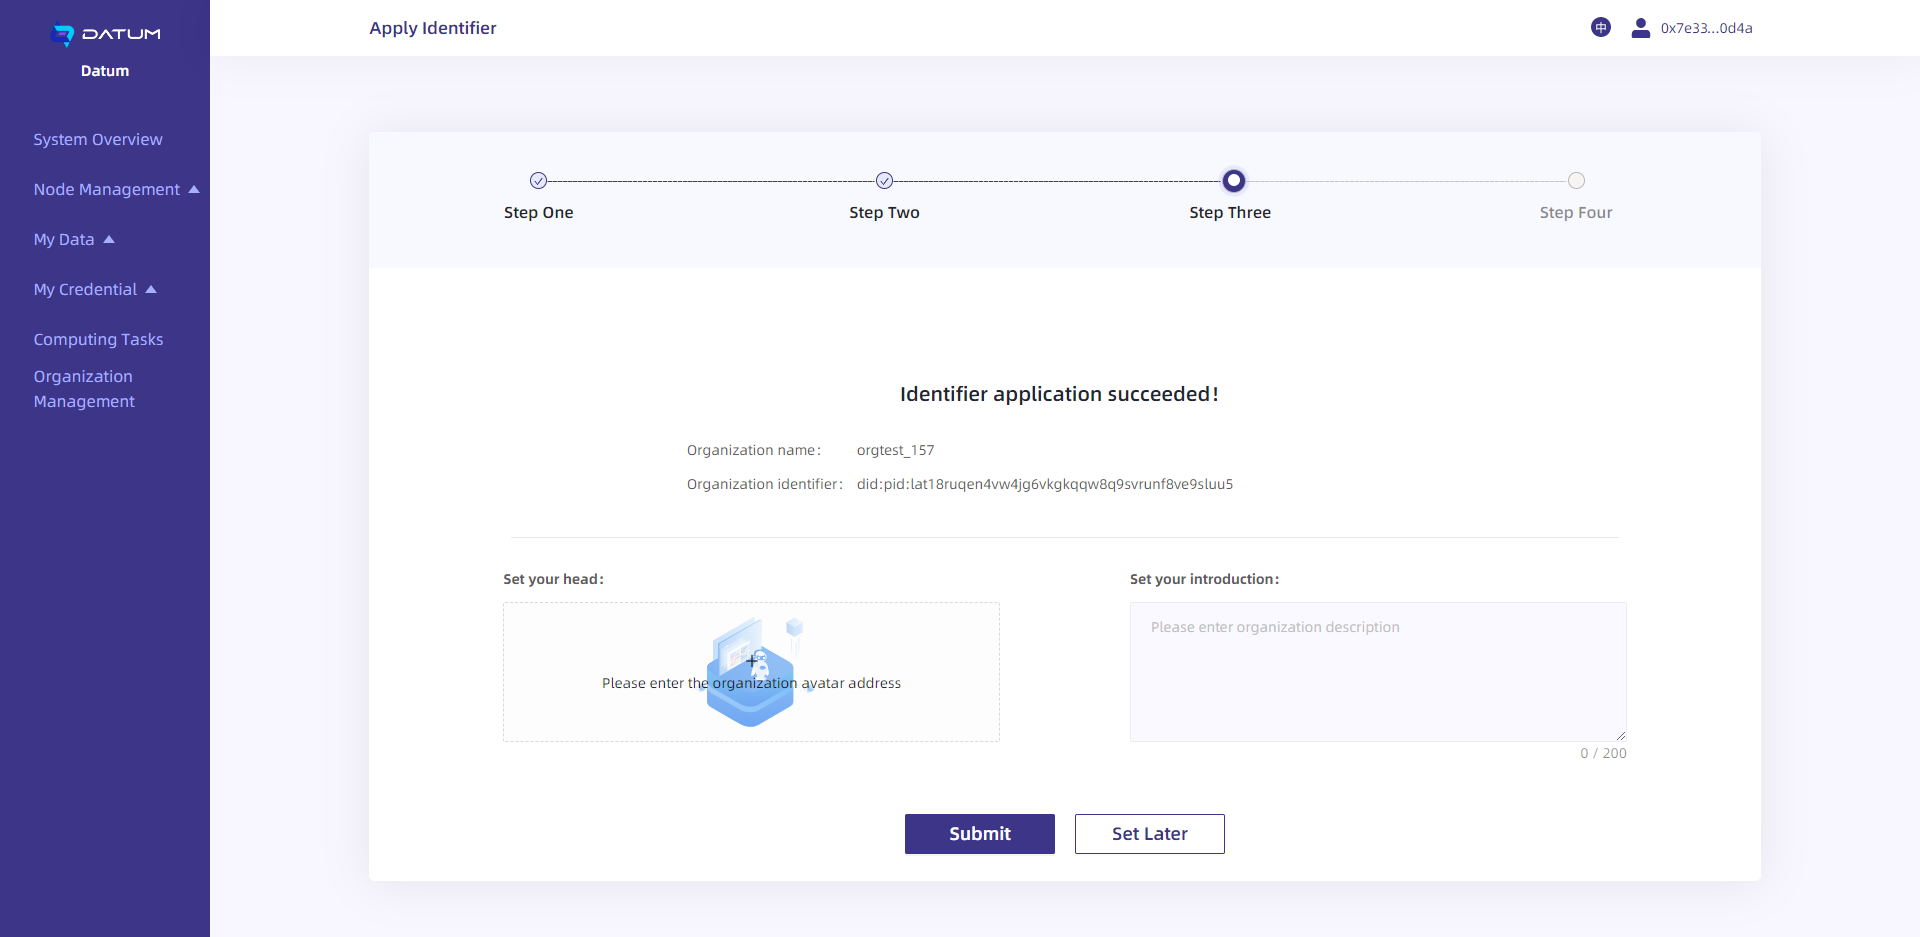 DATUM
Datum
System Overview
Node Management
My Data
My Credential
Computing Tasks
Organization
Management
Apply Identifier
中
0x7e33...0d4a
Step One
Step Two
Step Three
Step Four
Identifier application succeeded!
Organization name: orgtest_157
Organization identifier: did:pid:lat18ruqen4vw4jg6vkgkqqw8q9svrunf8ve9sluu5
Set your head:
Please enter the organization avatar address
Set your introduction:
Please enter organization description
0 / 200
Submit
Set Later